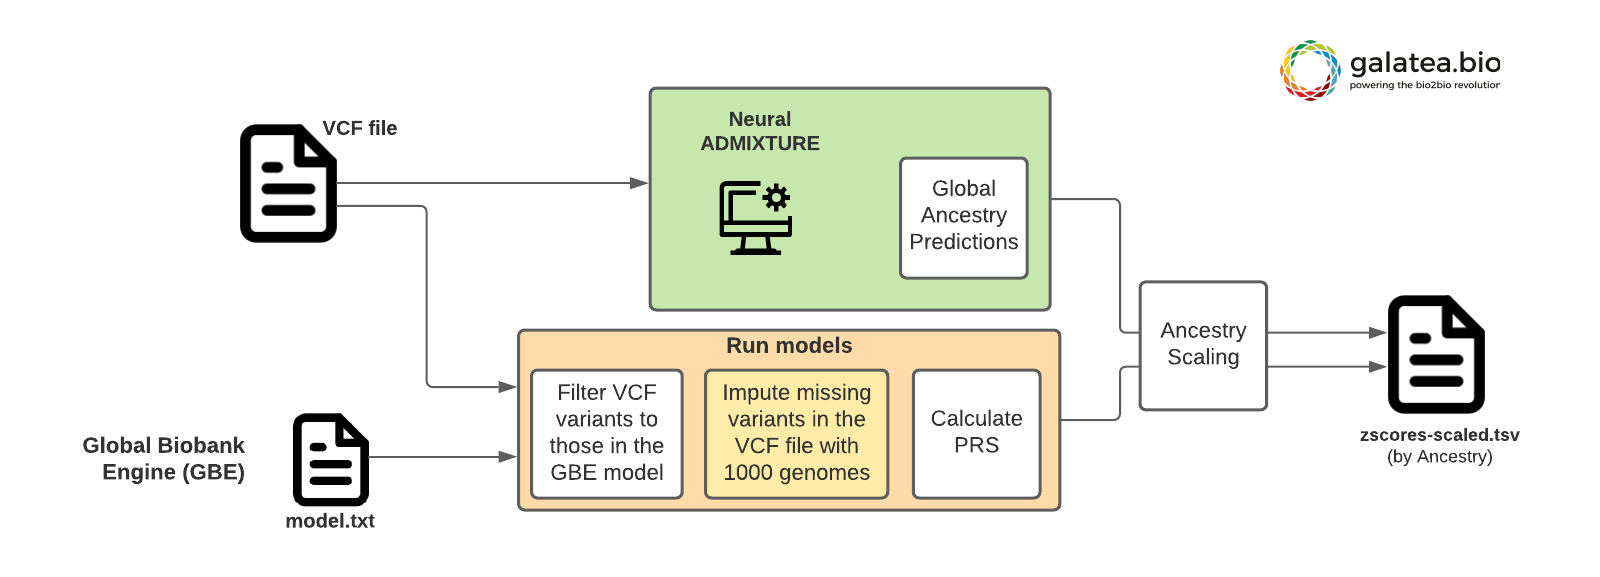 galatea.bio
powering the bio2bio revolution
VCF file
Neural
ADMIXTURE
Global
Ancestry
Predictions
Run models
Filter VCF
variants to
those in the
GBE model
Impute missing
variants in the
VCF file with
1000 genomes
Calculate
PRS
Ancestry
Scaling
Global Biobank
Engine (GBE)
model.txt
zscores-scaled.tsv
(by Ancestry)